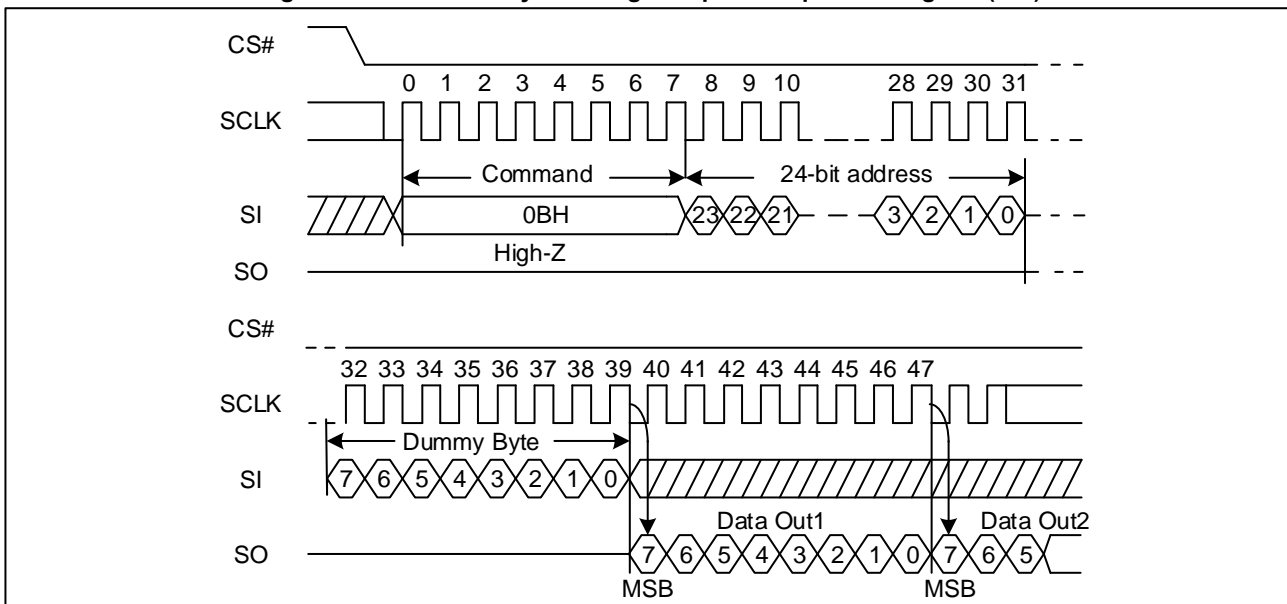 CS#
0 1 2 3 4 5 6 7 8 9 10 28 29 30 31
SCLK
Command 24-bit address
SI 0BH 23 22 21 3 2 1 0
High-Z
SO
CS#
32 33 34 35 36 37 38 39 40 41 42 43 44 45 46 47
SCLK
Dummy Byte
SI 7 6 5 4 3 2 1 0
Data Out1 Data Out2
SO 7 6 5 4 3 2 1 0 7 6 5
MSB MSB